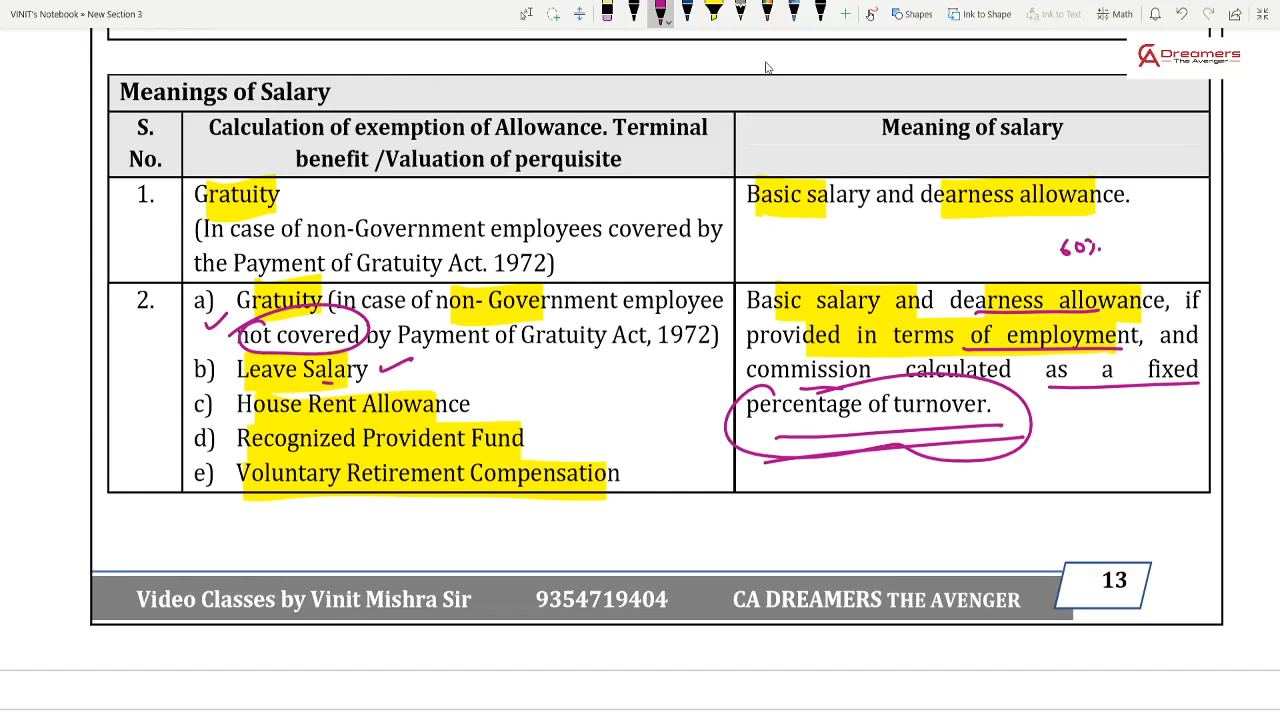 VINIT's Notebook » New Section 3
Shapes
Ink to Shape
Ink to Text
Math
CA Dreamers
The Avenger
Meanings of Salary
S. No.
Calculation of exemption of Allowance. Terminal
benefit /Valuation of perquisite
Meaning of salary
1.
Gratuity
(In case of non-Government employees covered by
the Payment of Gratuity Act. 1972)
Basic salary and dearness allowance.
60%.
2.
a) Gratuity (in case of non- Government employee
not covered by Payment of Gratuity Act, 1972)
b) Leave Salary
c) House Rent Allowance
d) Recognized Provident Fund
e) Voluntary Retirement Compensation
Basic salary and dearness allowance, if
provided in terms of employment, and
commission calculated as a fixed
percentage of turnover.
13
Video Classes by Vinit Mishra Sir 9354719404 CA DREAMERS THE AVENGER